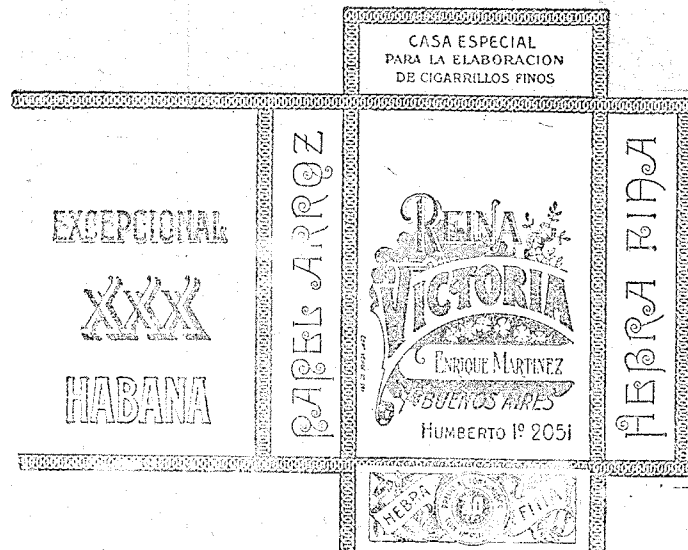 CASA ESPECIAL
PARA LA ELABORACION
DE CIGARRILLOS FINOS
EXCEPCIONAL
XXX
HABANA
PAPEL ARROZ
REINA
VICTORIA
ENRIQUE MARTINEZ
BUENOS AIRES
HUMBERTO 1º 2051
HEBRA FINA
HEBRA
FINA